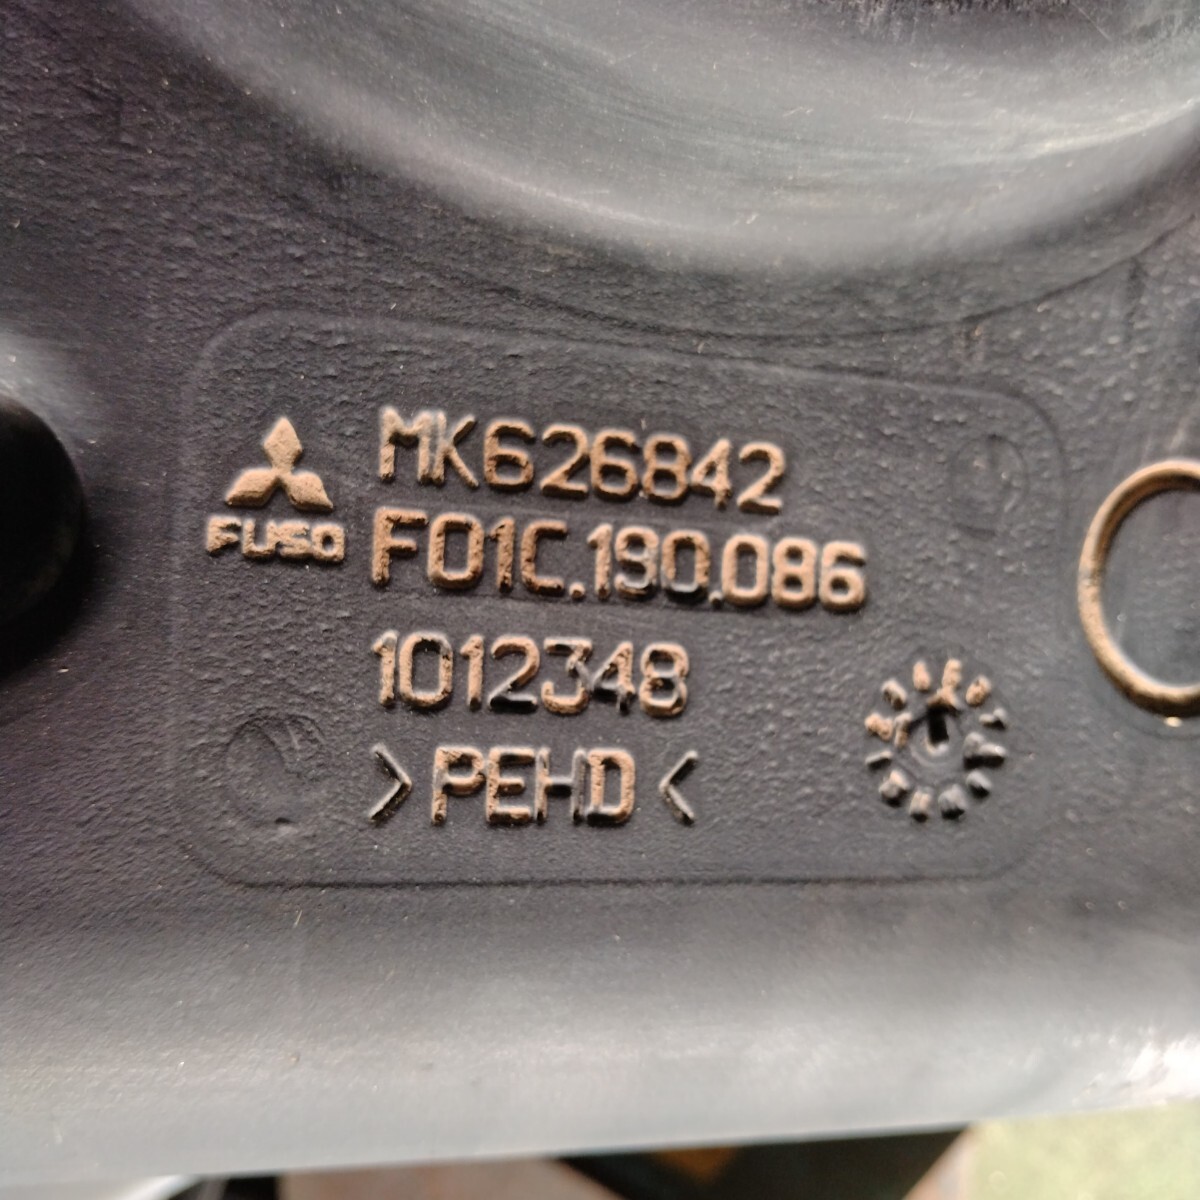 MK626842
FUSO F01C.190.086
1012348
>PEHD<